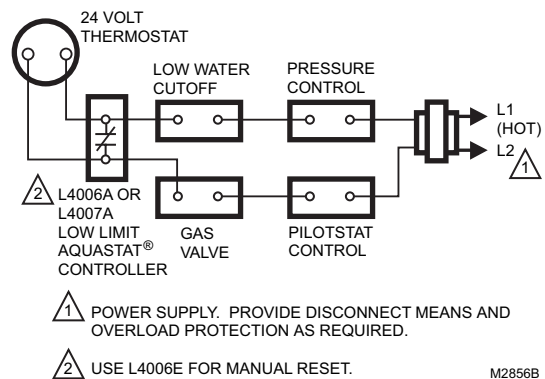 24 VOLT
THERMOSTAT
LOW WATER
CUTOFF
PRESSURE
CONTROL
L1
(HOT)
L2
1
2
L4006A OR
L4007A
LOW LIMIT
AQUASTAT®
CONTROLLER
GAS
VALVE
PILOTSTAT
CONTROL
1 POWER SUPPLY. PROVIDE DISCONNECT MEANS AND
OVERLOAD PROTECTION AS REQUIRED.
2 USE L4006E FOR MANUAL RESET.
M2856B